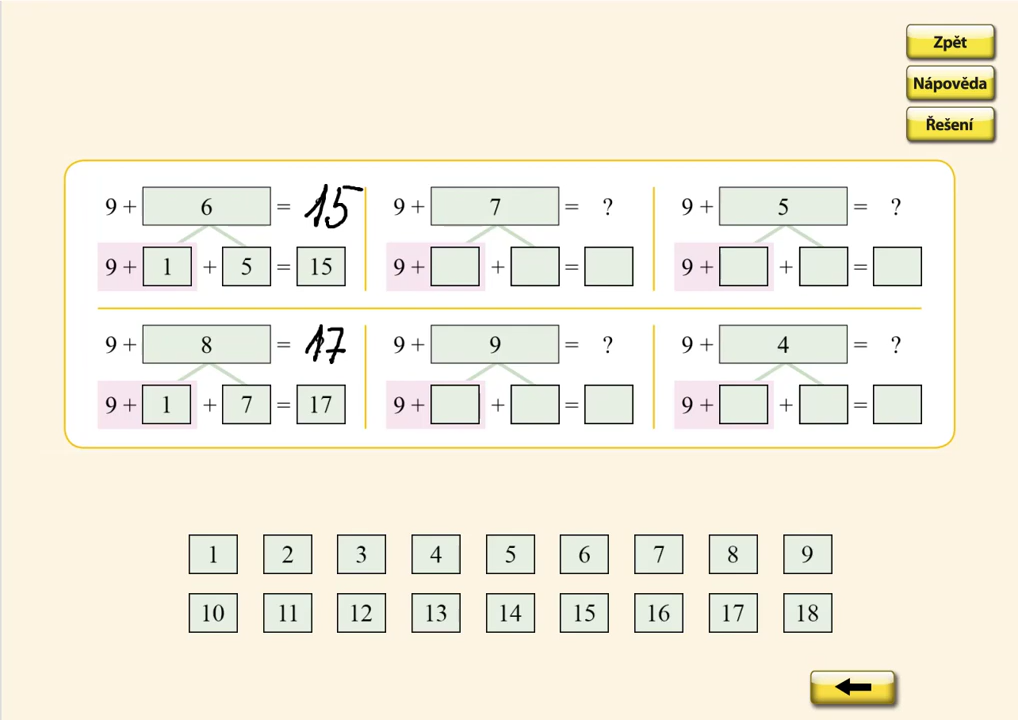 Zpět
Nápověda
Řešení
9 + 6 = 15
9 + 7 = ?
9 + 5 = ?
9 + 1 + 5 = 15
9 + + =
9 + + =
9 + 8 = 17
9 + 9 = ?
9 + 4 = ?
9 + 1 + 7 = 17
9 + + =
9 + + =
1 2 3 4 5 6 7 8 9
10 11 12 13 14 15 16 17 18